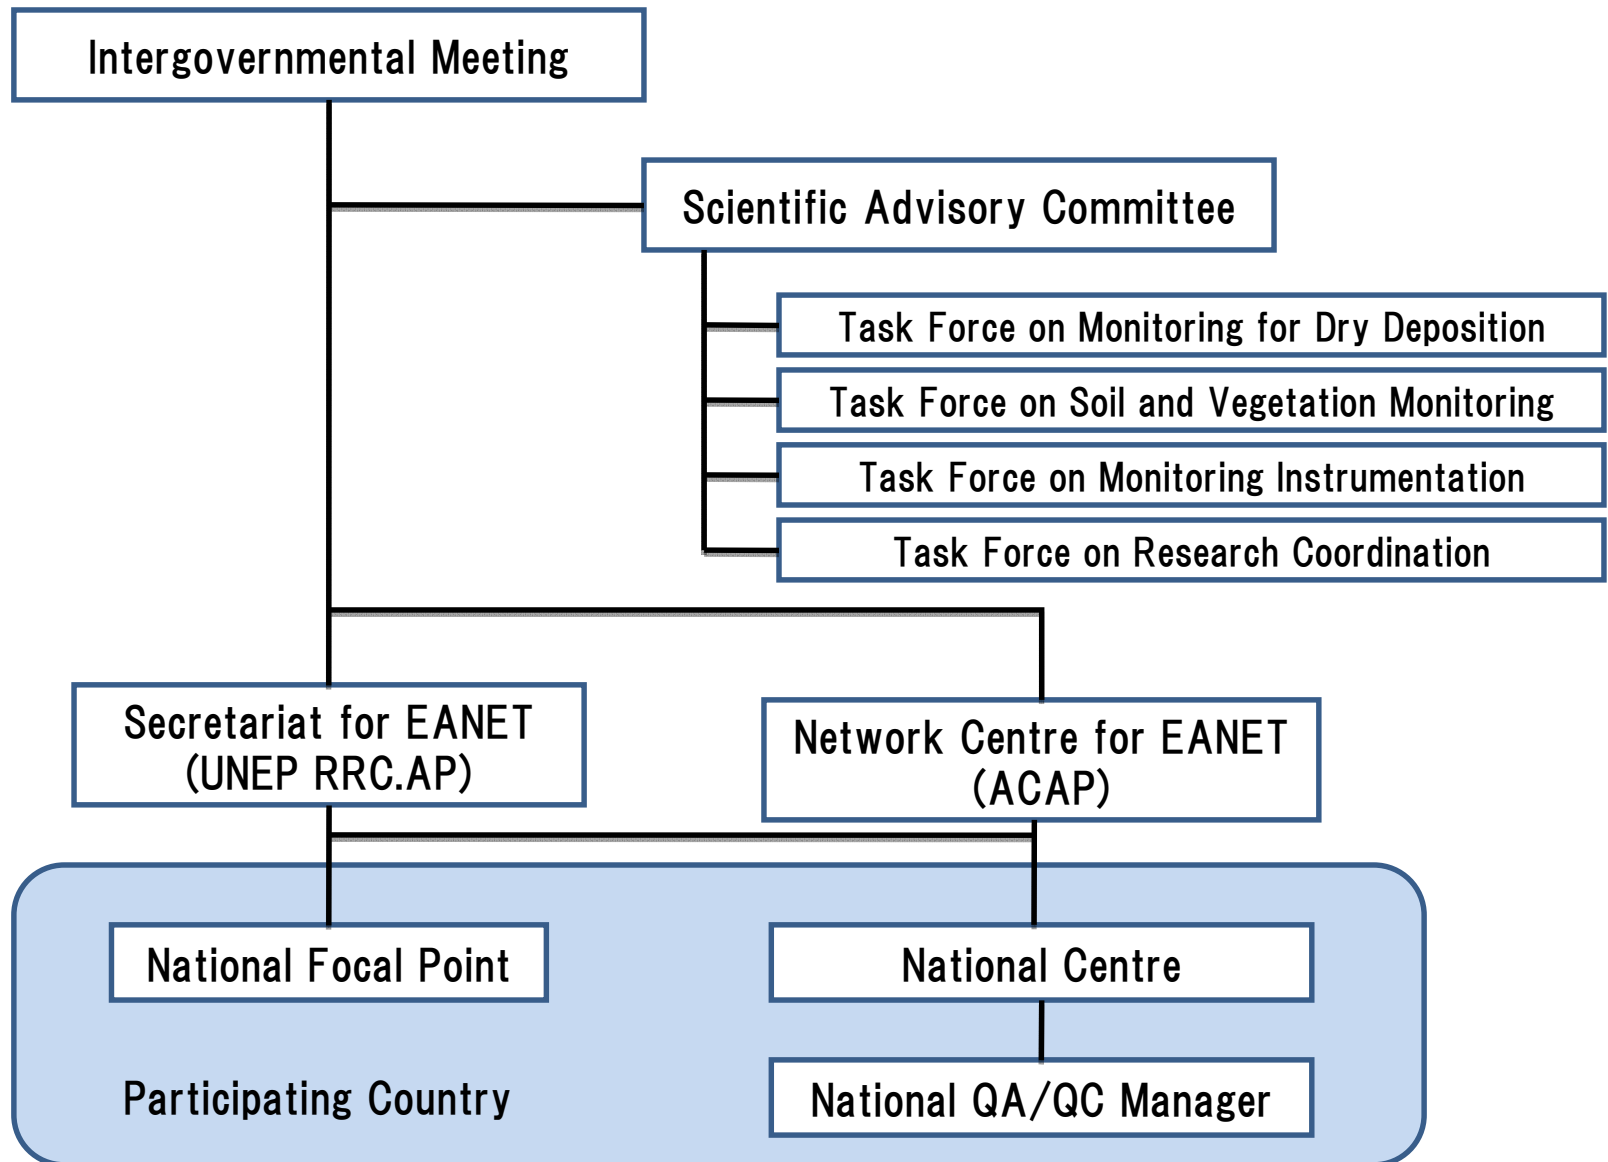 Intergovernmental Meeting
Scientific Advisory Committee
Task Force on Monitoring for Dry Deposition
Task Force on Soil and Vegetation Monitoring
Task Force on Monitoring Instrumentation
Task Force on Research Coordination
Secretariat for EANET
(UNEP RRC.AP)
Network Centre for EANET
(ACAP)
National Focal Point
National Centre
Participating Country
National QA/QC Manager